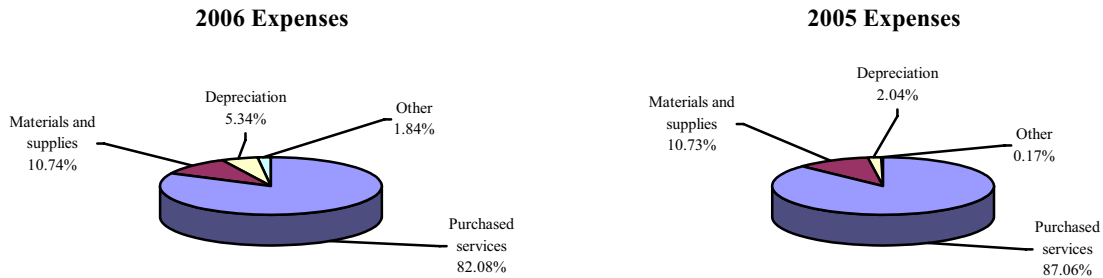 2006 Expenses
Depreciation
5.34%
Other
1.84%
Materials and
supplies
10.74%
Purchased
services
82.08%
2005 Expenses
Depreciation
2.04%
Materials and
supplies
10.73%
Other
0.17%
Purchased
services
87.06%